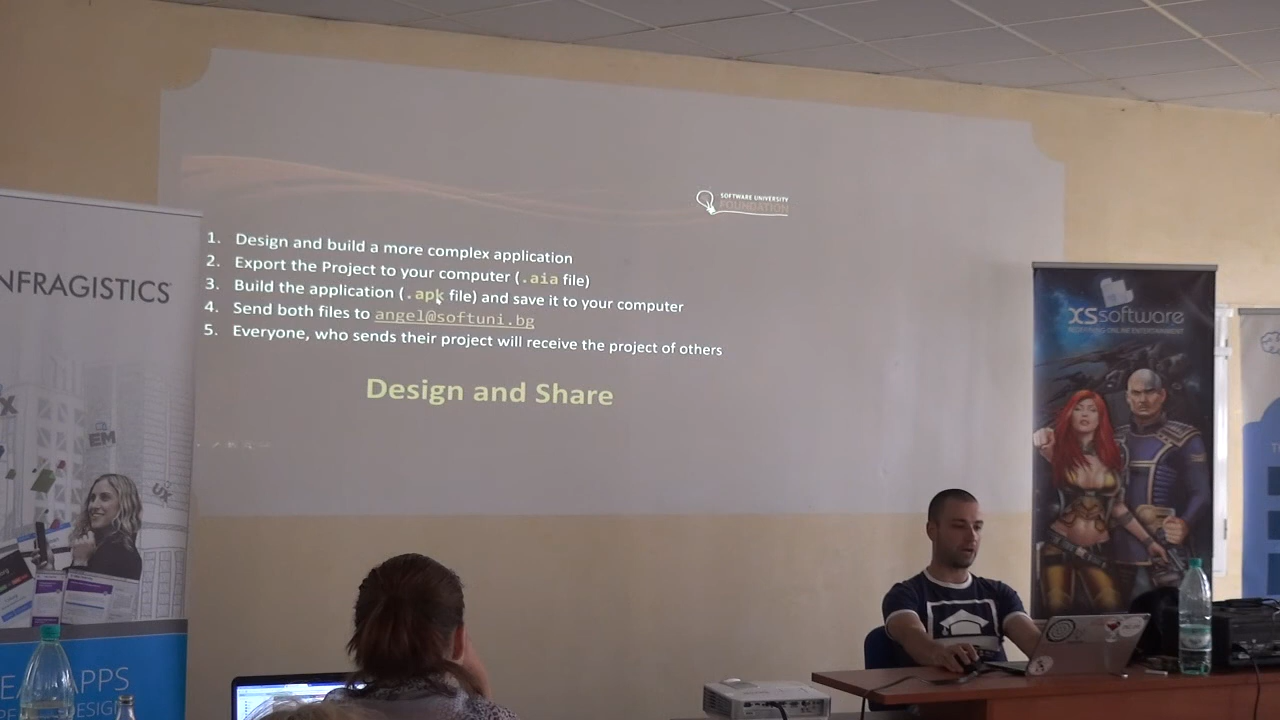 SOFTWARE UNIVERSITY
FOUNDATION
1. Design and build a more complex application
2. Export the Project to your computer (.aia file)
3. Build the application (.apk file) and save it to your computer
4. Send both files to angel@softuni.bg
5. Everyone, who sends their project will receive the project of others
Design and Share
NFRAGISTICS
EM
UX
APPS
DESIGN
XSsoftware
REDEFINING ONLINE ENTERTAINMENT